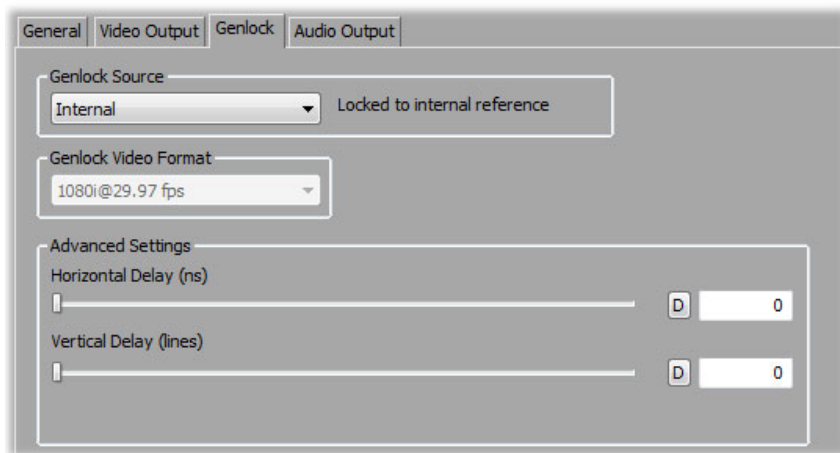 General Video Output Genlock Audio Output
Genlock Source
Internal Locked to internal reference
Genlock Video Format
1080i@29.97 fps
Advanced Settings
Horizontal Delay (ns)
D 0
Vertical Delay (lines)
D 0